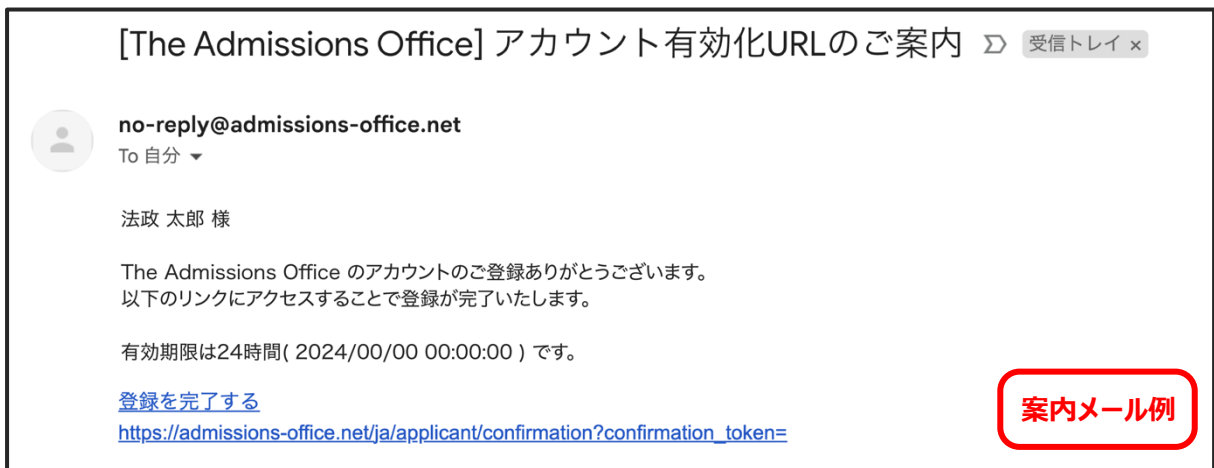 [The Admissions Office] アカウント有効化URLのご案内 受信トレイ ×
no-reply@admissions-office.net
To 自分
法政 太郎 様
The Admissions Office のアカウントのご登録ありがとうございます。
以下のリンクにアクセスすることで登録が完了いたします。
有効期限は24時間( 2024/00/00 00:00:00 ) です。
登録を完了する
https://admissions-office.net/ja/applicant/confirmation?confirmation_token=
案内メール例